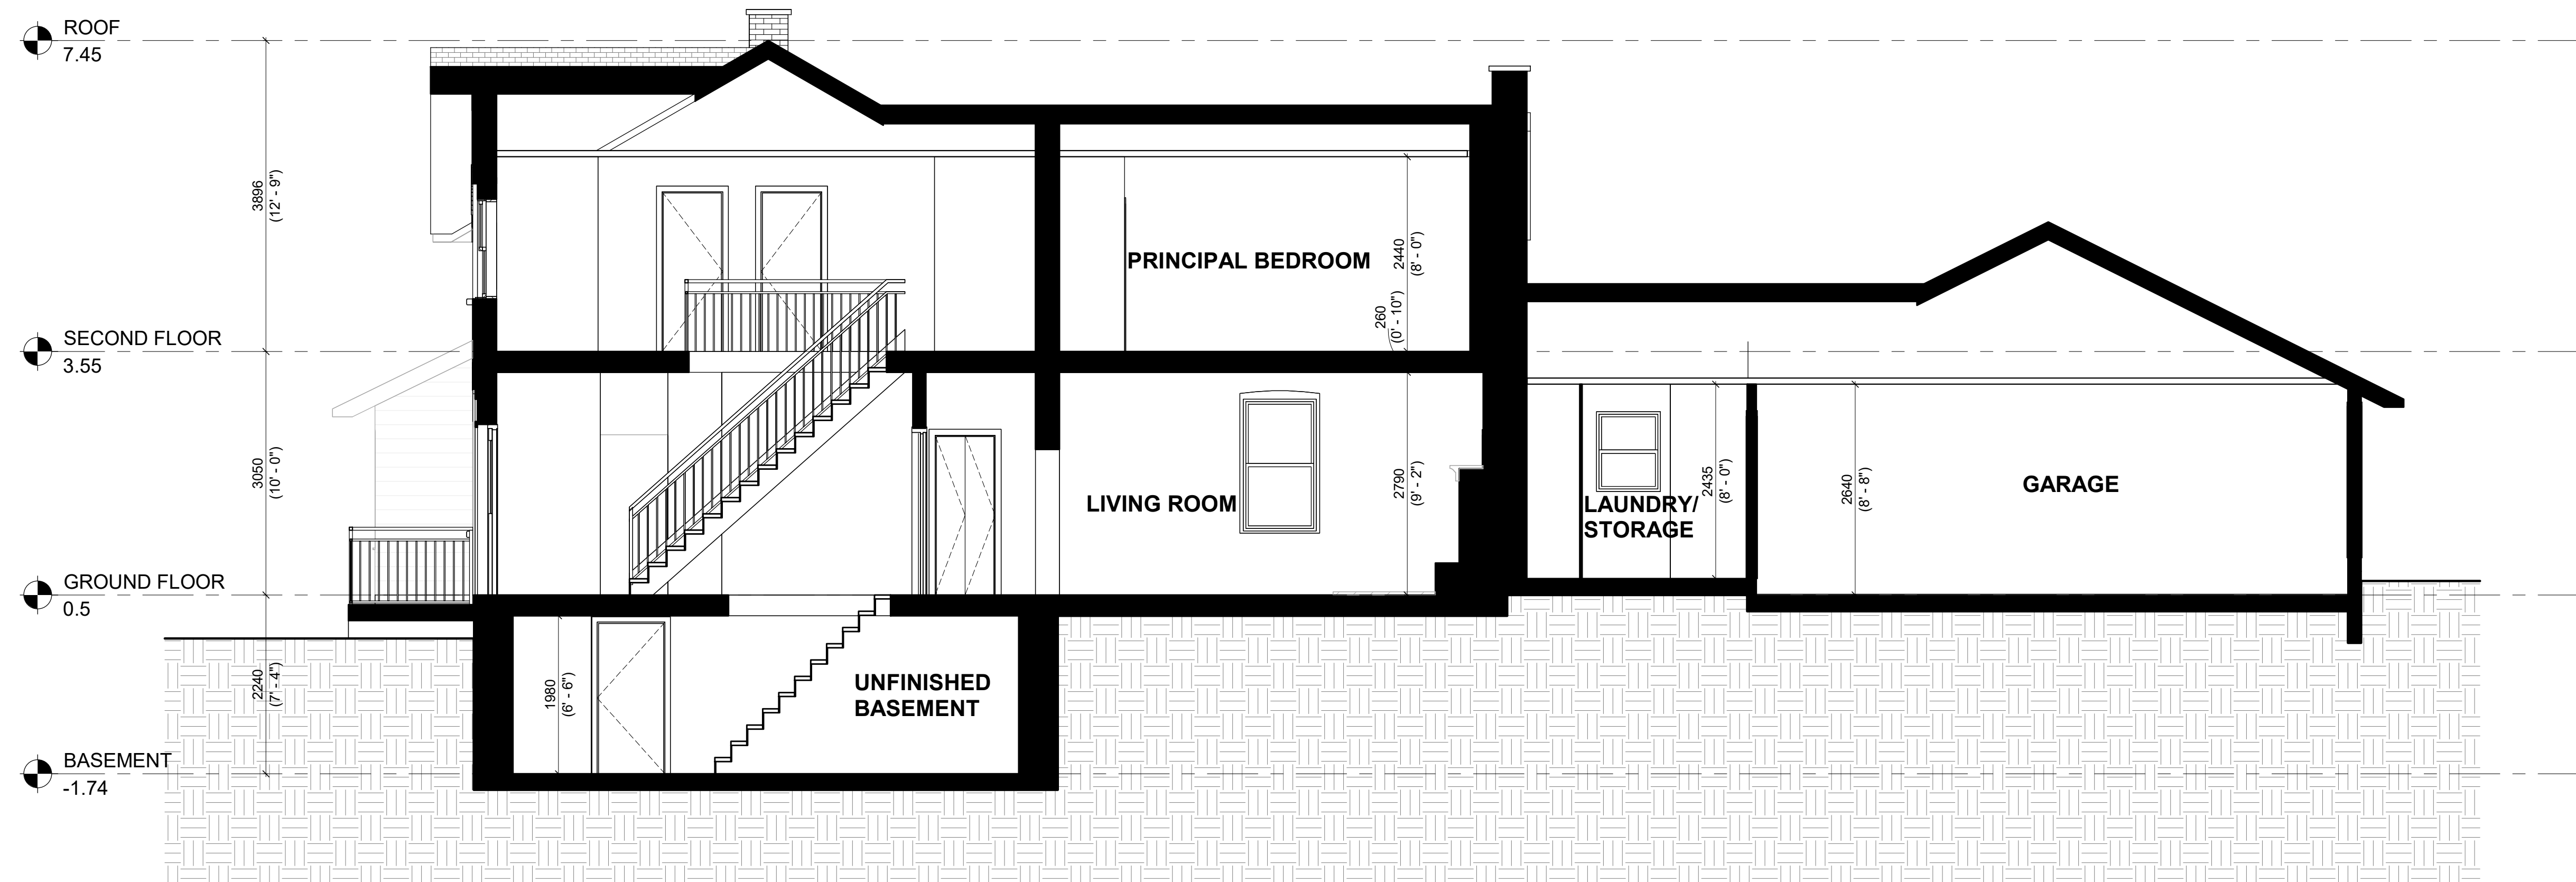 ROOF
7.45
3896
(12' - 9")
PRINCIPAL BEDROOM
2440
(8' - 0")
260
(0' - 10")
SECOND FLOOR
3.55
3050
(10' - 0")
LIVING ROOM
2790
(9' - 2")
LAUNDRY/
STORAGE
2435
(8' - 0")
2640
(8' - 8")
GARAGE
GROUND FLOOR
0.5
2240
(7' - 4")
1980
(6' - 6")
UNFINISHED
BASEMENT
BASEMENT
-1.74